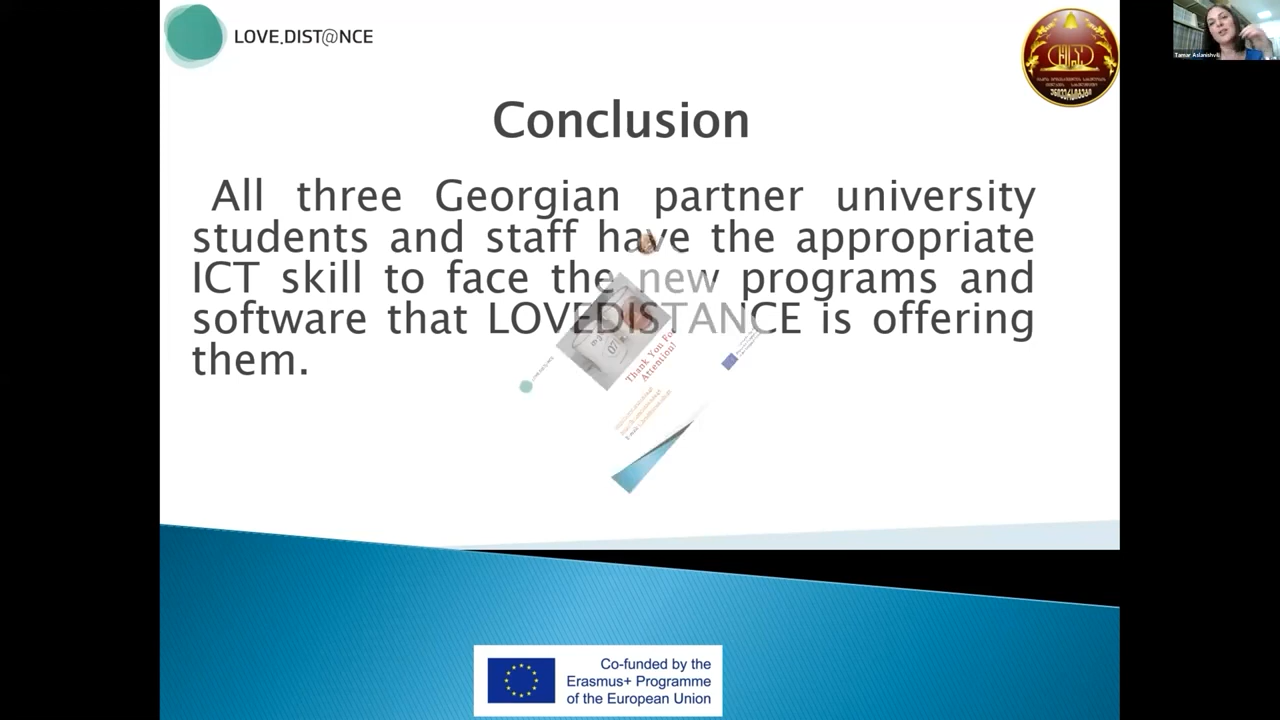 LOVE.DIST@NCE
Tamar Aslanishvili
Conclusion
All three Georgian partner university
students and staff have the appropriate
ICT skill to face the new programs and
software that LOVEDISTANCE is offering
them.
Thank You For
Attention!
Co-funded by the
Erasmus+ Programme
of the European Union